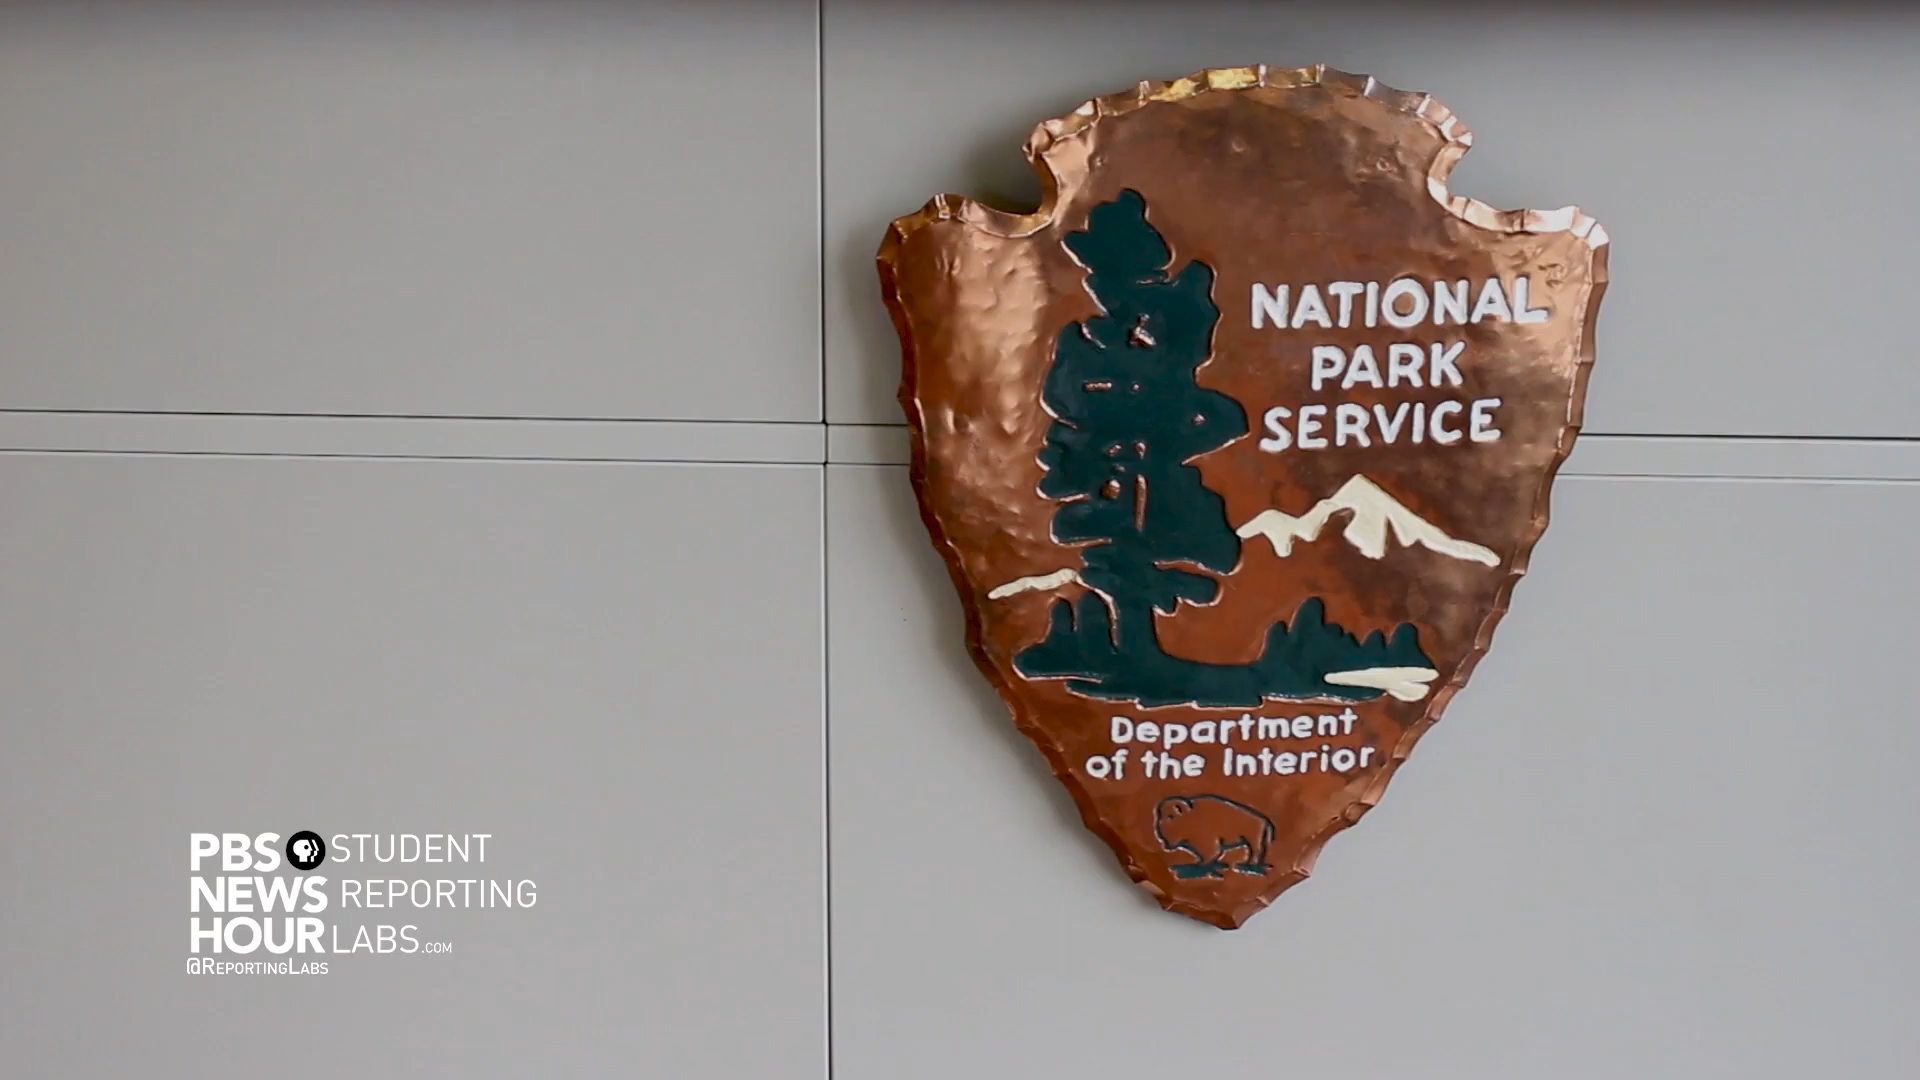 NATIONAL
PARK
SERVICE
Department
of the Interior
PBS STUDENT
NEWS REPORTING
HOUR LABS.COM
@REPORTINGLABS